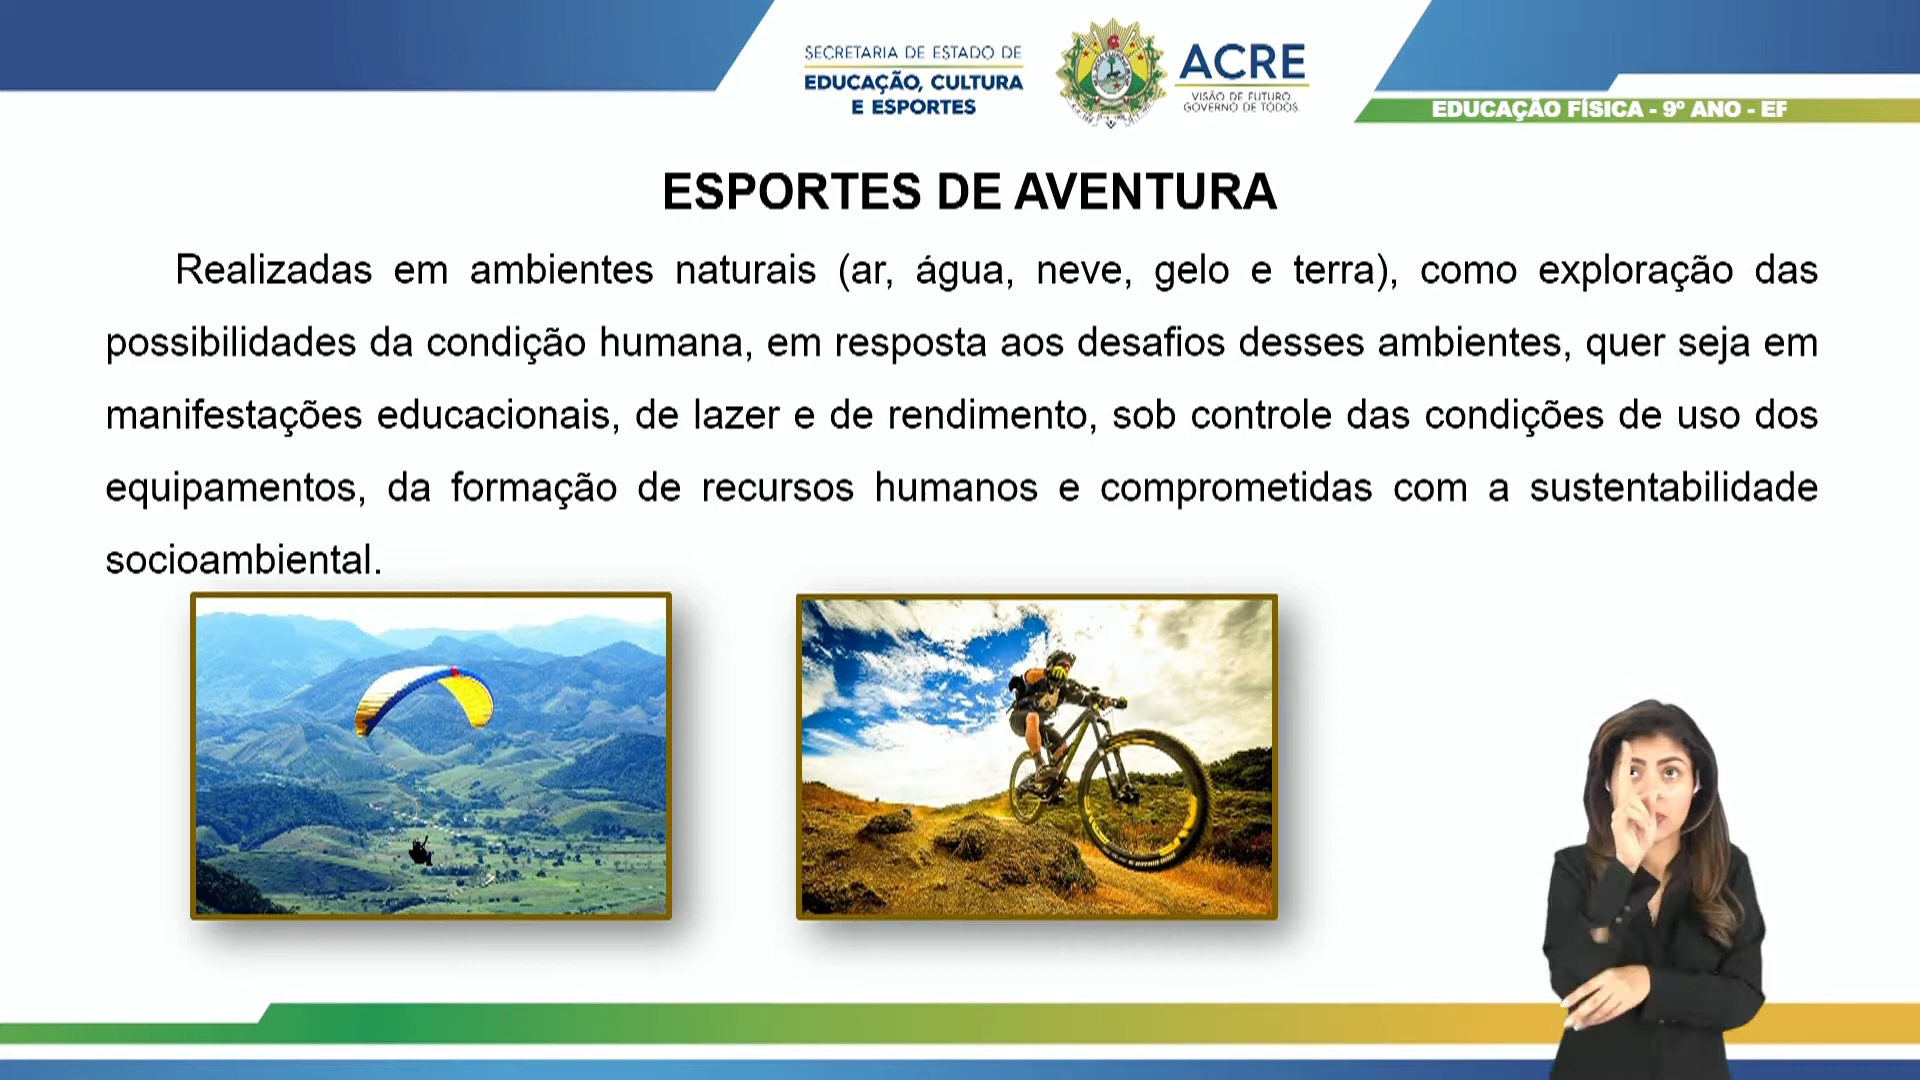 SECRETARIA DE ESTADO DE
EDUCAÇÃO, CULTURA
E ESPORTES
ACRE
VISÃO DE FUTURO
GOVERNO DE TODOS
EDUCAÇÃO FÍSICA - 9º ANO - EF
ESPORTES DE AVENTURA
Realizadas em ambientes naturais (ar, água, neve, gelo e terra), como exploração das
possibilidades da condição humana, em resposta aos desafios desses ambientes, quer seja em
manifestações educacionais, de lazer e de rendimento, sob controle das condições de uso dos
equipamentos, da formação de recursos humanos e comprometidas com a sustentabilidade
socioambiental.